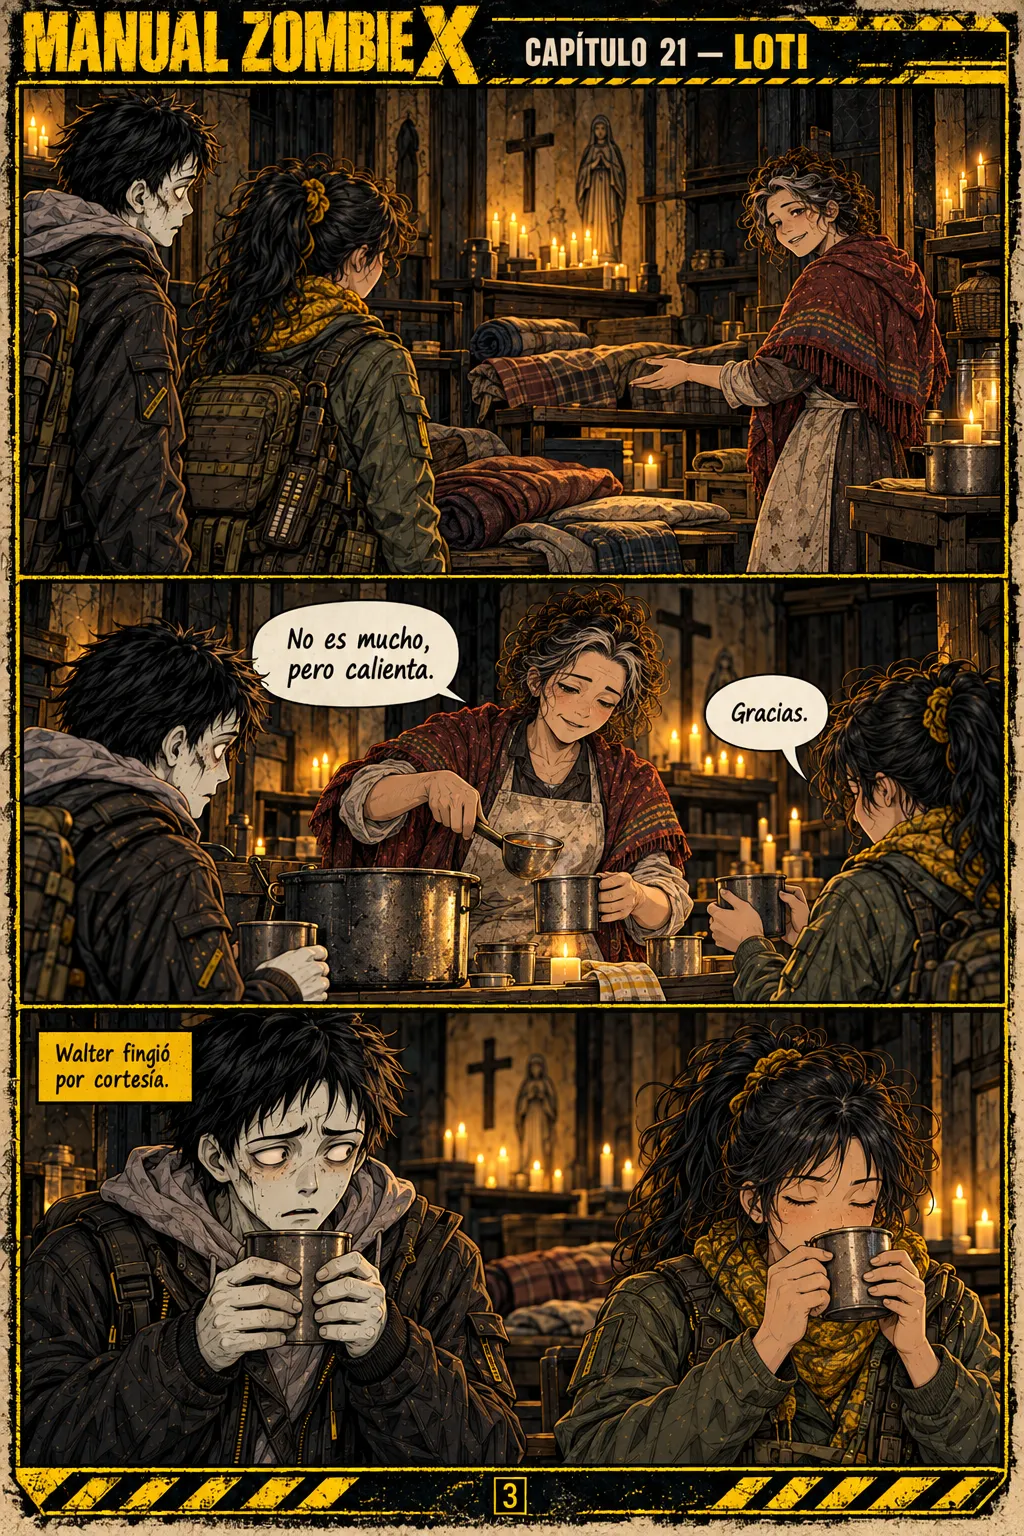 MANUAL ZOMBIE X
CAPÍTULO 21 — LOTI
No es mucho,
pero calienta.
Gracias.
Walter fingió
por cortesía.
3